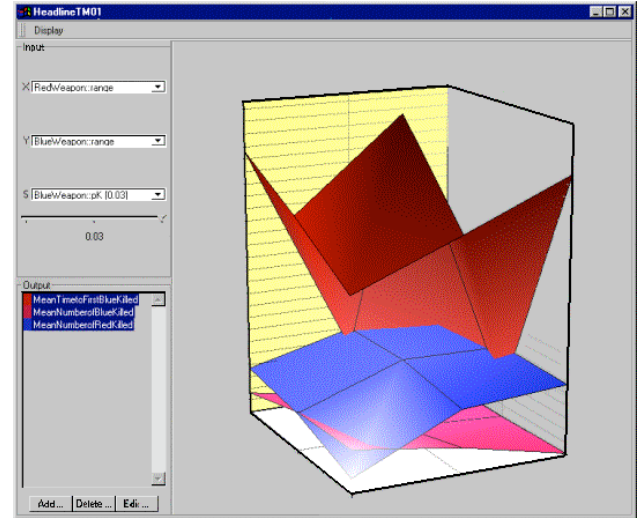 HeadlineTM01
Display
Input
X RedWeapon::range
Y BlueWeapon::range
S BlueWeapon::pK (0.03)
0.03
Output
MeanTimetoFirstBlueKilled
MeanNumberofBlueKilled
MeanNumberofRedKilled
Add... Delete ... Edit ...